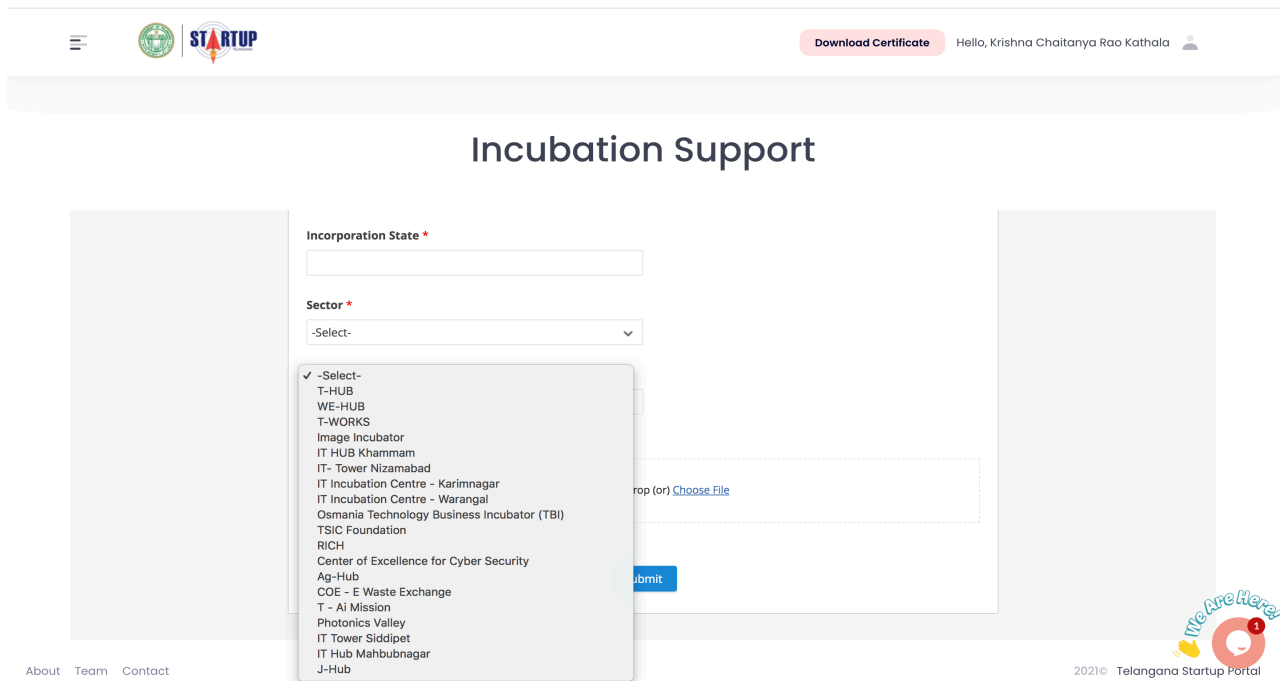 STARTUP
TELANGANA
Download Certificate
Hello, Krishna Chaitanya Rao Kathala
Incubation Support
Incorporation State *
Sector *
-Select-
✓ -Select-
T-HUB
WE-HUB
T-WORKS
Image Incubator
IT HUB Khammam
IT- Tower Nizamabad
IT Incubation Centre - Karimnagar
IT Incubation Centre - Warangal
Osmania Technology Business Incubator (TBI)
TSIC Foundation
RICH
Center of Excellence for Cyber Security
Ag-Hub
COE - E Waste Exchange
T - Ai Mission
Photonics Valley
IT Tower Siddipet
IT Hub Mahbubnagar
J-Hub
rop (or) Choose File
ubmit
We Are Here!
1
About Team Contact
2021© Telangana Startup Portal